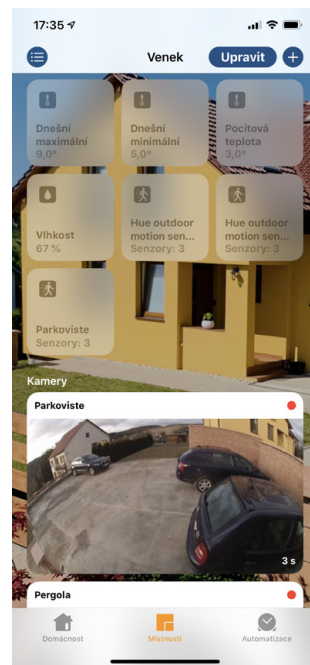 17:35
Venek
Upravit
Dnešní
maximální
9,0°
Dnešní
minimální
5,0°
Pocitová
teplota
3,0°
Vlhkost
67 %
Hue outdoor
motion sen...
Senzory: 3
Hue outdoor
motion sen...
Senzory: 3
Parkoviste
Senzory: 3
Kamery
Parkoviste
3 s
Pergola
Domácnost
Místnosti
Automatizace